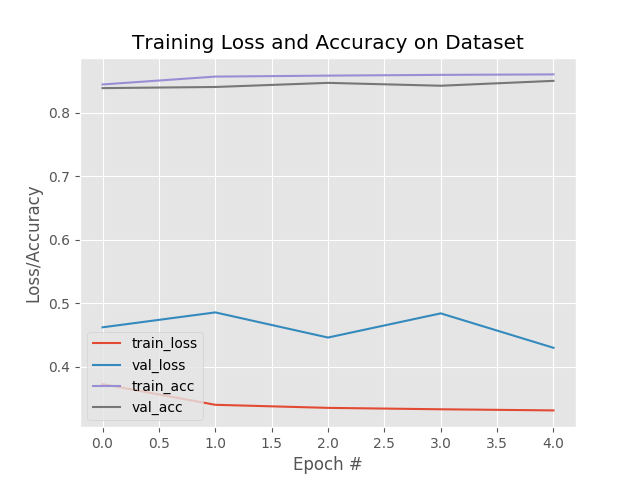 Training Loss and Accuracy on Dataset
Loss/Accuracy
0.8
0.7
0.6
0.5
0.4
train_loss
val_loss
train_acc
val_acc
0.0 0.5 1.0 1.5 2.0 2.5 3.0 3.5 4.0
Epoch #